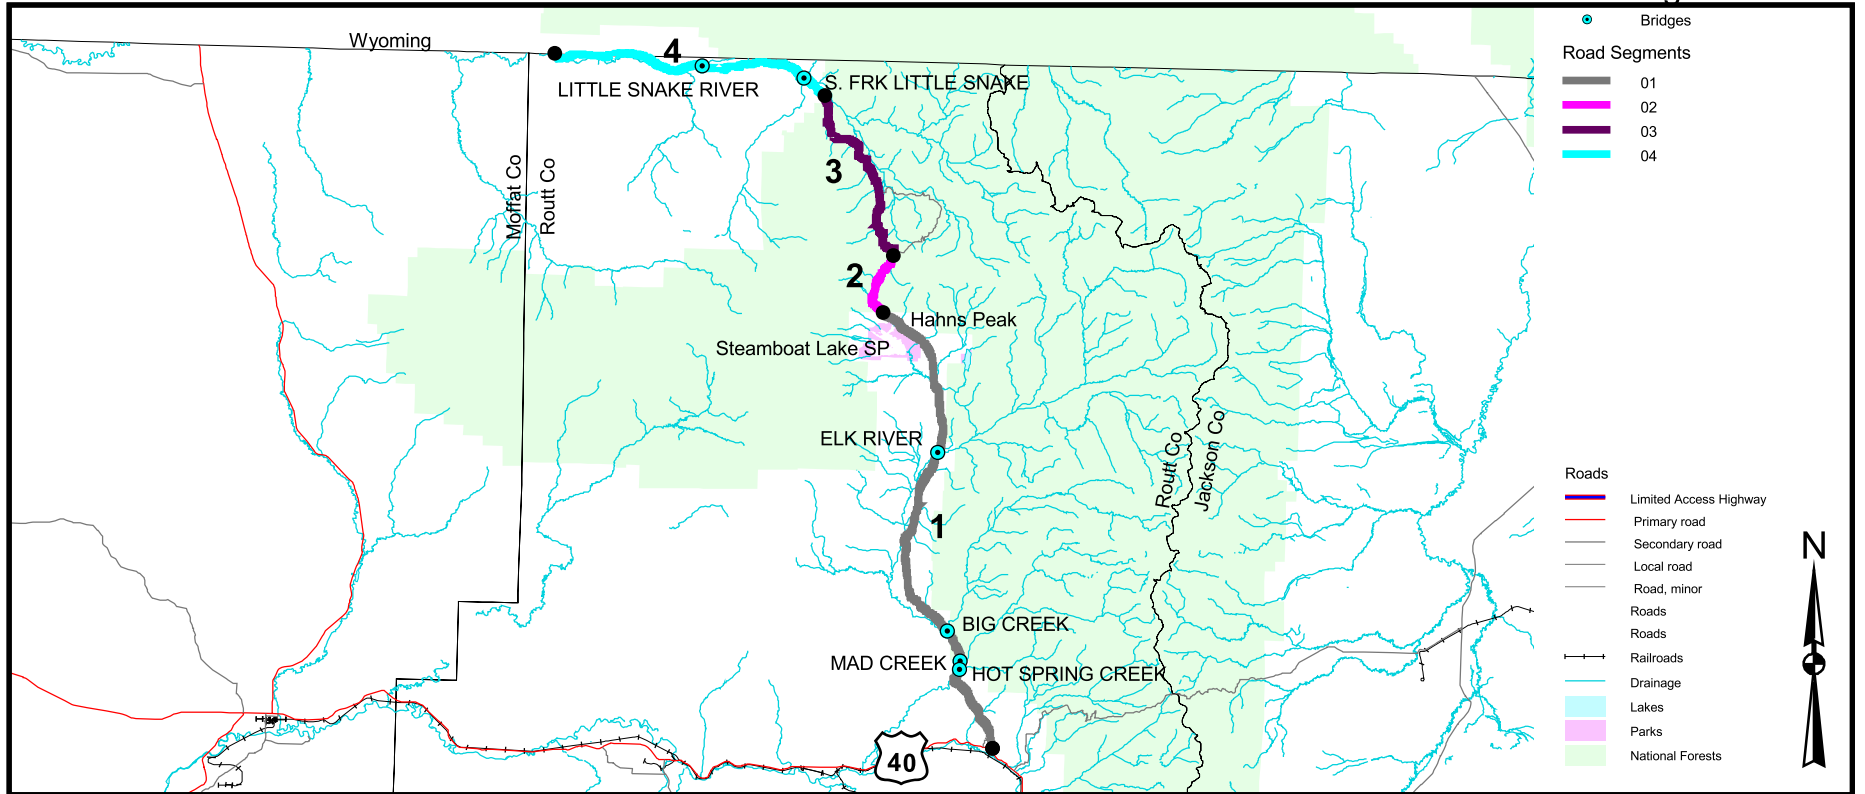 Wyoming
4
LITTLE SNAKE RIVER
S. FRK LITTLE SNAKE
3
Moffat Co
Routt Co
2
Hahns Peak
Steamboat Lake SP
ELK RIVER
Routt Co
Jackson Co
1
BIG CREEK
MAD CREEK
HOT SPRING CREEK
40
Bridges
Road Segments
01
02
03
04
Roads
Limited Access Highway
Primary road
Secondary road
Local road
Road, minor
Roads
Roads
Railroads
Drainage
Lakes
Parks
National Forests
N